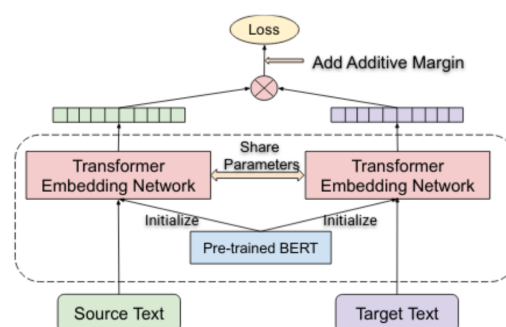 Loss
Add Additive Margin
Share
Parameters
Transformer
Embedding Network
Transformer
Embedding Network
Initialize
Initialize
Pre-trained BERT
Source Text
Target Text